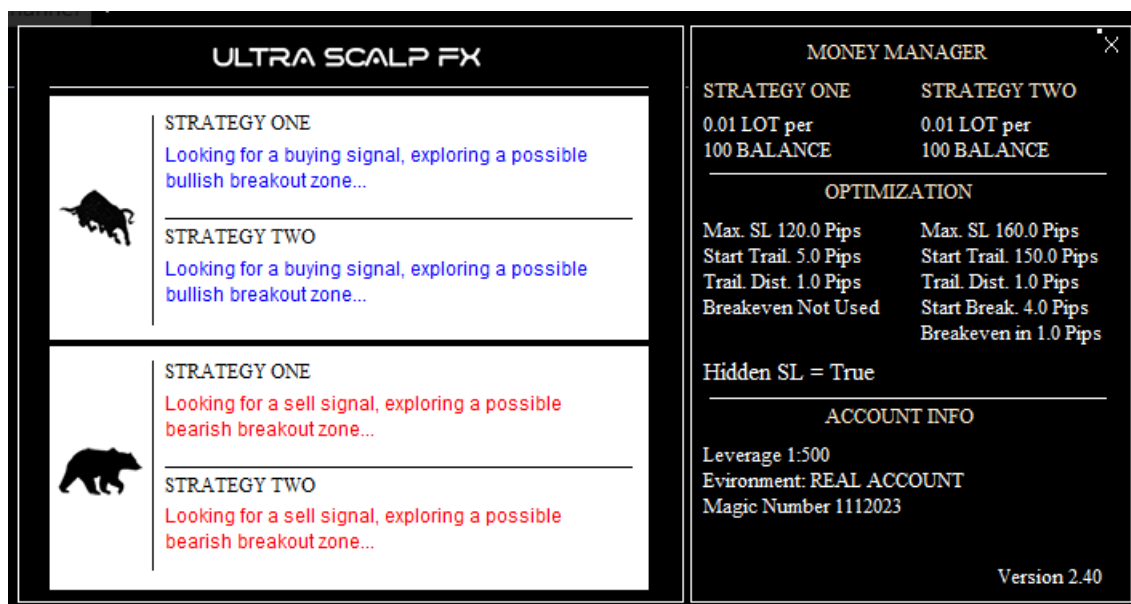 ULTRA SCALP FX
STRATEGY ONE
Looking for a buying signal, exploring a possible
bullish breakout zone...
STRATEGY TWO
Looking for a buying signal, exploring a possible
bullish breakout zone...
STRATEGY ONE
Looking for a sell signal, exploring a possible
bearish breakout zone...
STRATEGY TWO
Looking for a sell signal, exploring a possible
bearish breakout zone...
MONEY MANAGER
STRATEGY ONE STRATEGY TWO
0.01 LOT per 0.01 LOT per
100 BALANCE 100 BALANCE
OPTIMIZATION
Max. SL 120.0 Pips Max. SL 160.0 Pips
Start Trail. 5.0 Pips Start Trail. 150.0 Pips
Trail. Dist. 1.0 Pips Trail. Dist. 1.0 Pips
Breakeven Not Used Start Break. 4.0 Pips
Breakeven in 1.0 Pips
Hidden SL = True
ACCOUNT INFO
Leverage 1:500
Evironment: REAL ACCOUNT
Magic Number 1112023
Version 2.40